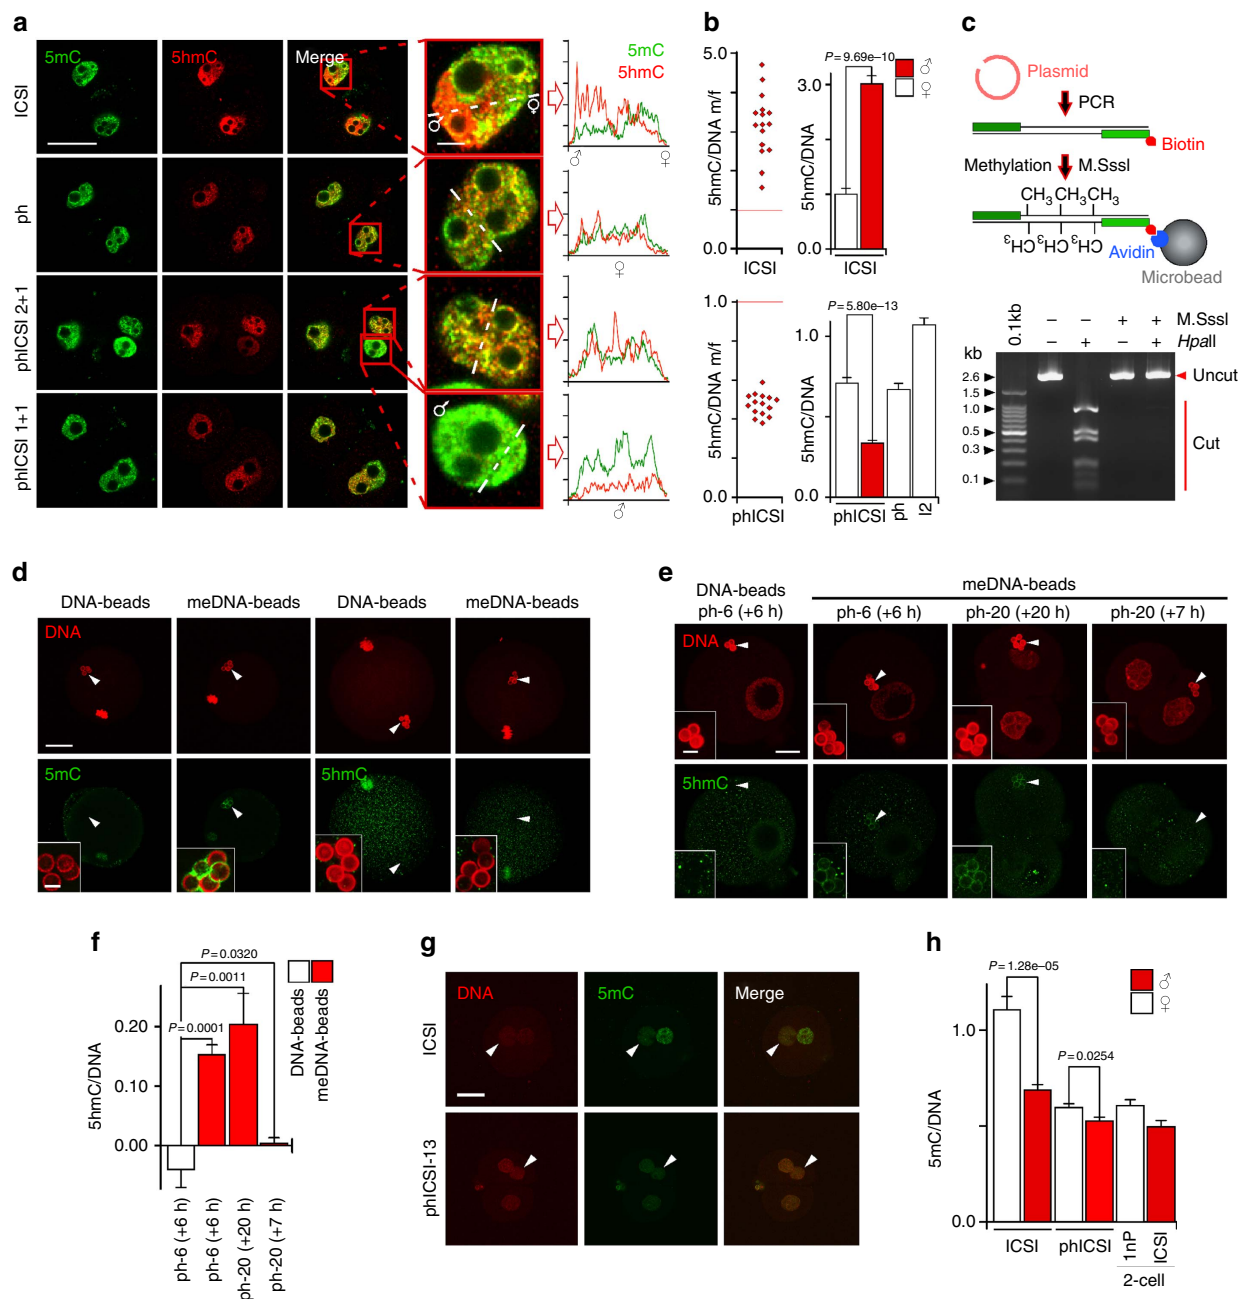 a
5mC
5hmC
Merge
5mC
5hmC
ICSI
♂
♀
♂
♀
ph
♀
phICSI 2+1
♂
phICSI 1+1
♂
b
5.0
0.0
5hmC/DNA m/f
ICSI
P = 9.69e–10
♂
♀
3.0
0.0
5hmC/DNA
ICSI
1.0
0.0
5hmC/DNA m/f
phICSI
P = 5.80e–13
1.0
0.0
5hmC/DNA
phICSI
ph
I2
c
Plasmid
PCR
Biotin
Methylation
M.SssI
CH3 CH3 CH3
CH3 CH3 CH3
Avidin
Microbead
0.1kb
– – + + M.SssI
– + – + HpaII
kb
2.6
1.5
1.0
0.5
0.3
0.1
Uncut
Cut
d
DNA-beads
meDNA-beads
DNA-beads
meDNA-beads
DNA
5mC
5hmC
e
DNA-beads
meDNA-beads
ph-6 (+6 h)
ph-6 (+6 h)
ph-20 (+20 h)
ph-20 (+7 h)
DNA
5hmC
f
P = 0.0320
P = 0.0011
P = 0.0001
DNA-beads
meDNA-beads
0.20
0.10
0.00
5hmC/DNA
ph-6 (+6 h)
ph-6 (+6 h)
ph-20 (+20 h)
ph-20 (+7 h)
g
DNA
5mC
Merge
ICSI
phICSI-13
h
P = 1.28e–05
♂
♀
P = 0.0254
1.0
0.0
5mC/DNA
ICSI
phICSI
1nP
ICSI
2-cell